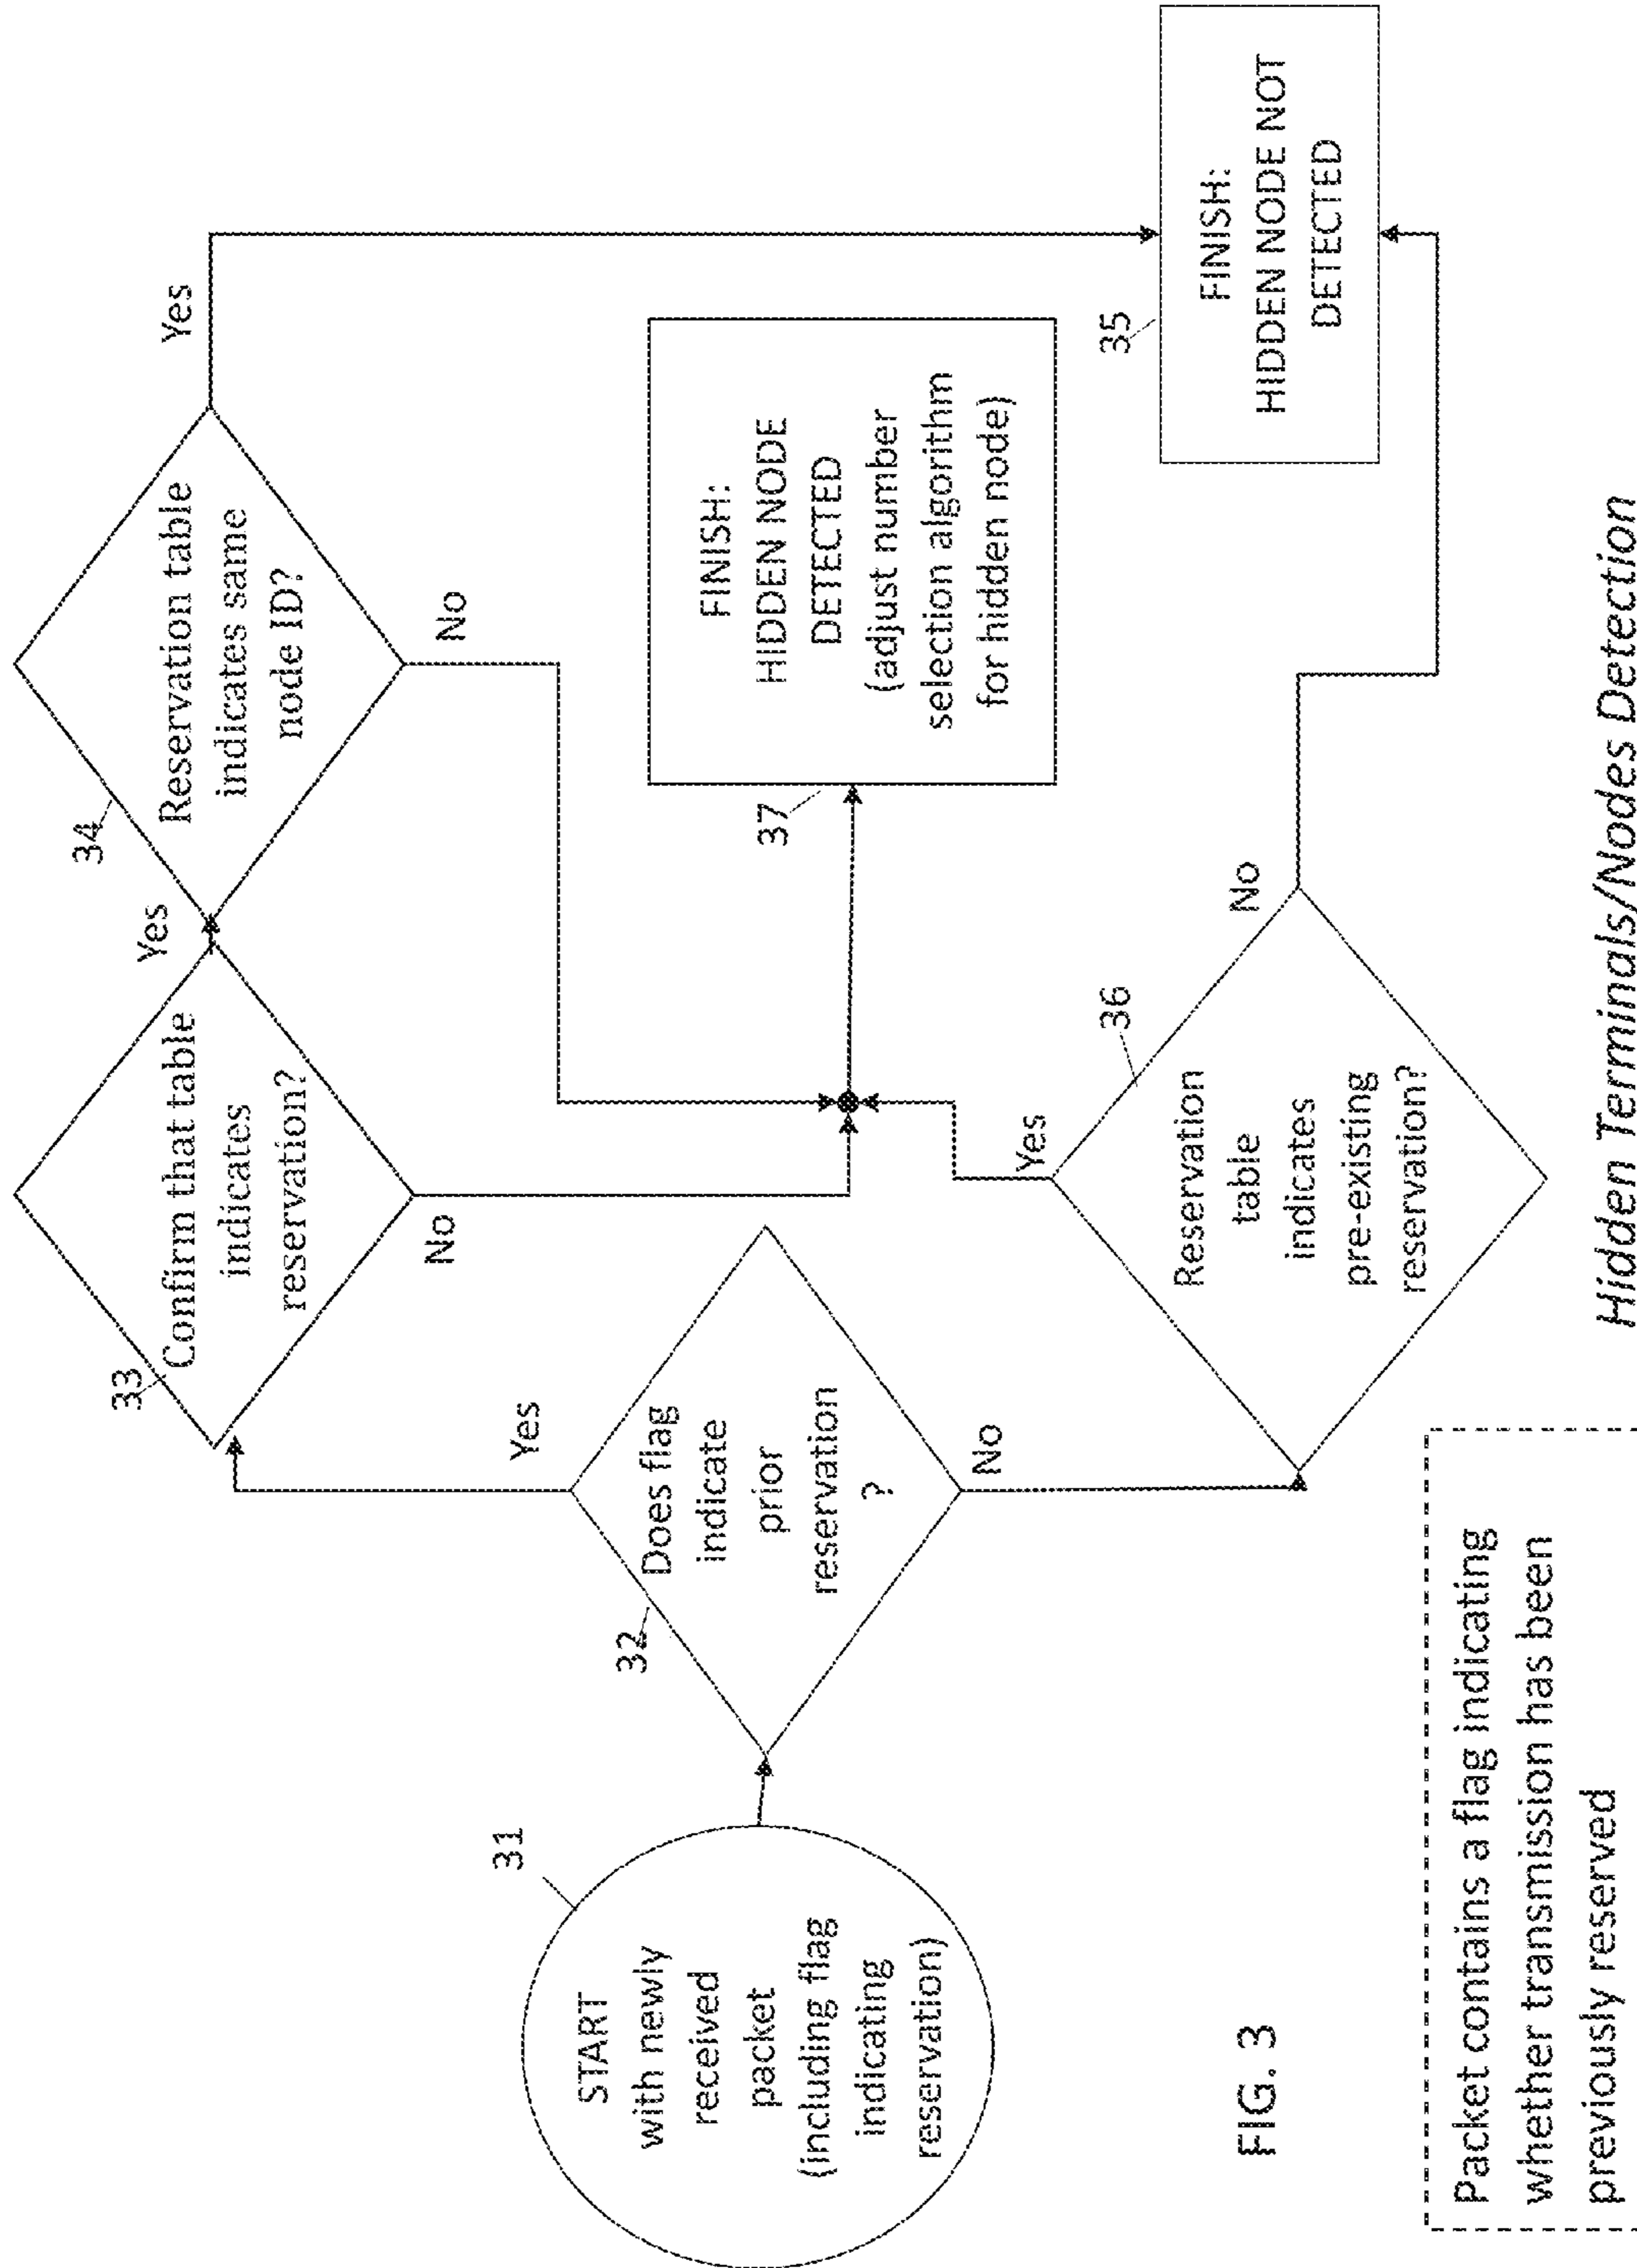 31
START
with newly
received
packet
(including flag
indicating
reservation)
32
Does flag
indicate
prior
reservation
?
Yes
No
33
Confirm that table
indicates
reservation?
Yes
No
34
Reservation table
indicates same
node ID?
Yes
No
36
Reservation
table
indicates
pre-existing
reservation?
Yes
No
37
FINISH:
HIDDEN NODE
DETECTED
(adjust number
selection algorithm
for hidden node)
35
FINISH:
HIDDEN NODE NOT
DETECTED
FIG. 3
Packet contains a flag indicating
whether transmission has been
previously reserved
Hidden Terminals/Nodes Detection